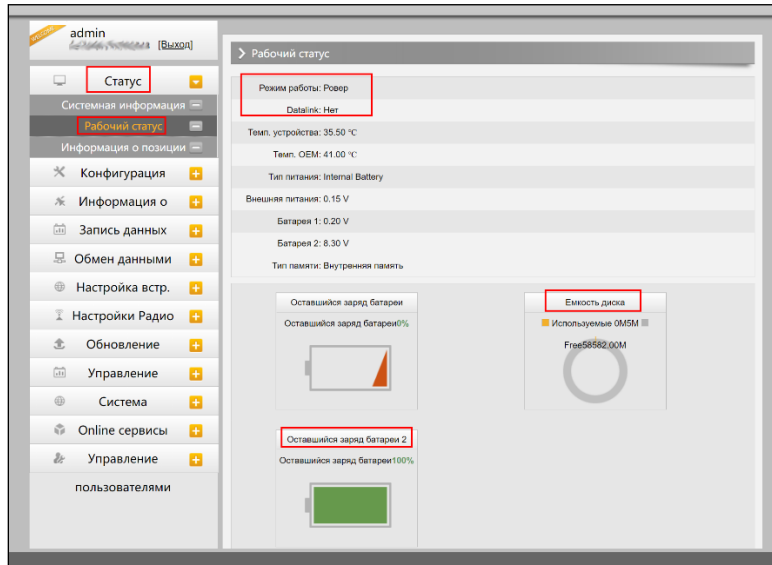 admin
[Выход]
Статус
Системная информация
Рабочий статус
Информация о позиции
Конфигурация
Информация о
Запись данных
Обмен данными
Настройка встр.
Настройки Радио
Обновление
Управление
Система
Online сервисы
Управление
пользователями
Рабочий статус
Режим работы: Ровер
Datalink: Нет
Темп. устройства: 35.50 °C
Темп. OEM: 41.00 °C
Тип питания: Internal Battery
Внешняя питания: 0.15 V
Батарея 1: 0.20 V
Батарея 2: 8.30 V
Тип памяти: Внутренняя память
Оставшийся заряд батареи
Оставшийся заряд батареи0%
Емкость диска
Используемые 0M5M
Free58582.00M
Оставшийся заряд батареи 2
Оставшийся заряд батареи100%